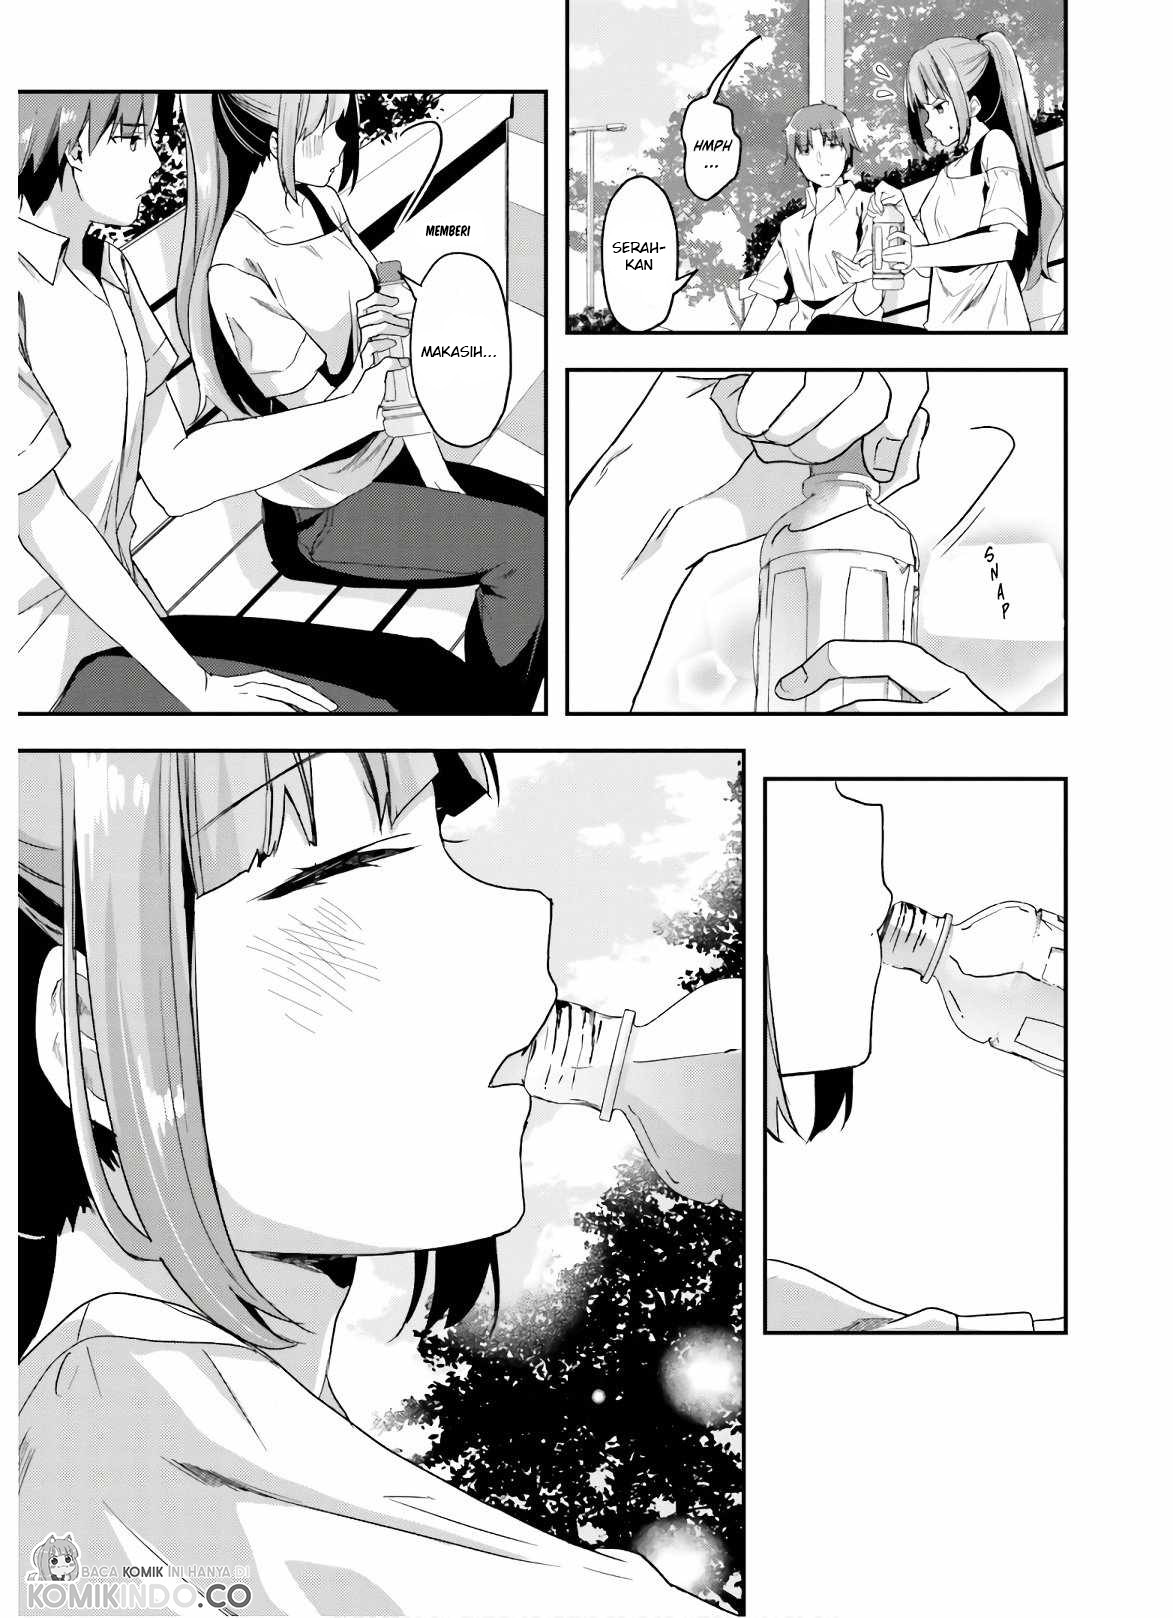 HMPH
...
SERAH-
KAN
SNAP
MEMBERI
MAKASIH...
BACA KOMIK INI HANYA DI
KOMIKINDO.CO